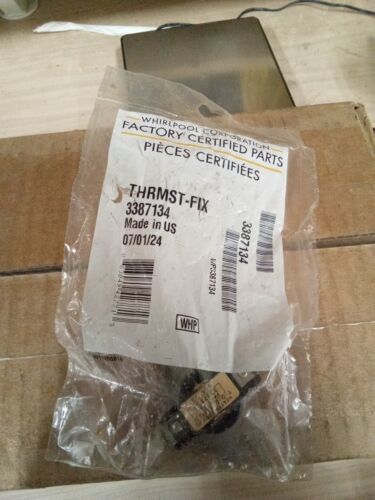 WHIRLPOOL CORPORATION
FACTORY CERTIFIED PARTS
PIÈCES CERTIFIÉES
THRMST-FIX
3387134
Made in US
07/01/24
3387134
WP3387134
WHP